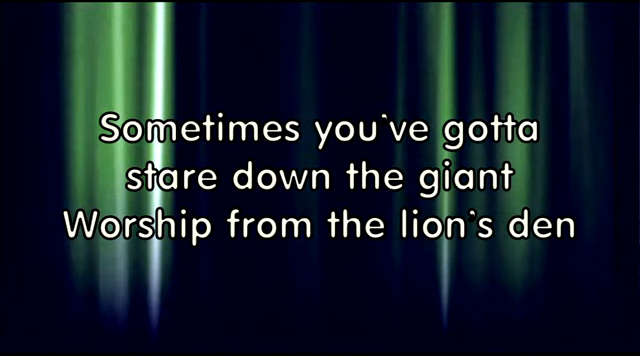 Sometimes you've gotta
stare down the giant
Worship from the lion's den